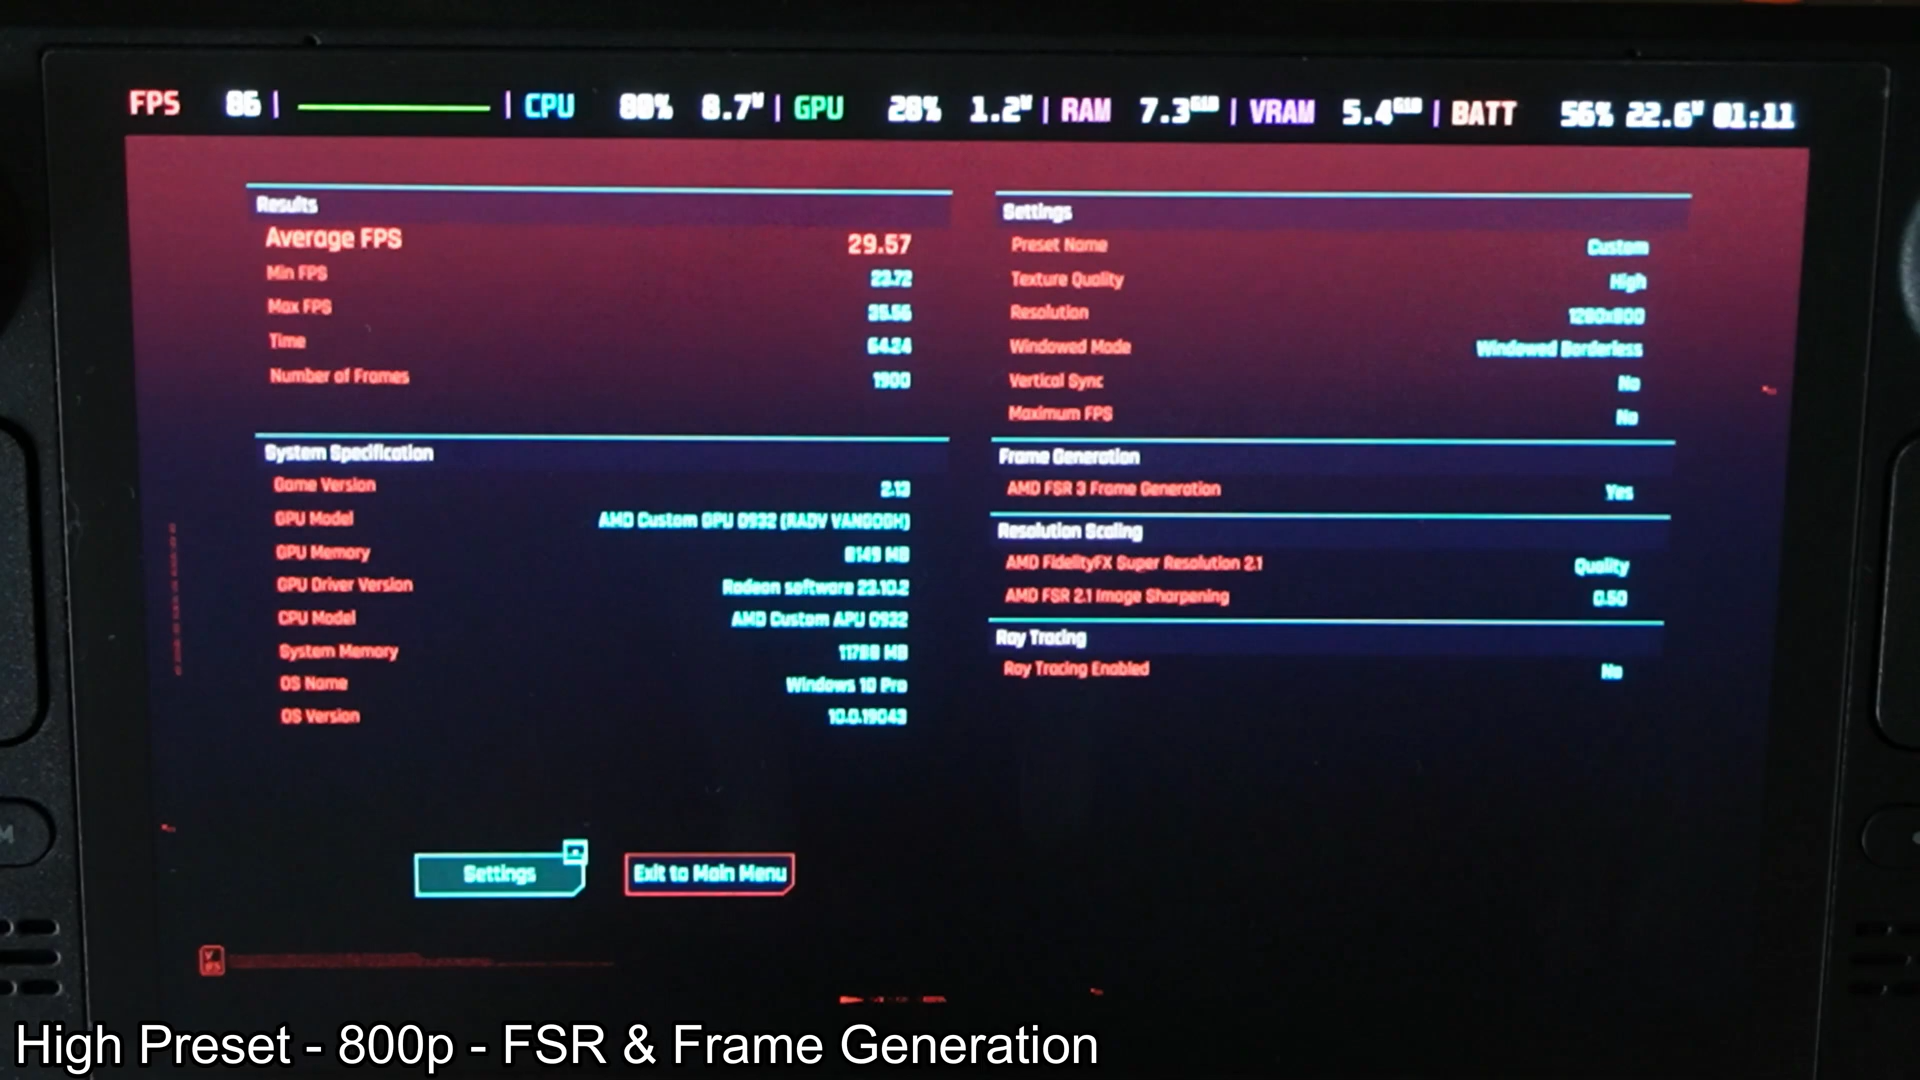 FPS 86 | | CPU 80% 8.7W | GPU 28% 1.2W | RAM 7.3GiB | VRAM 5.4GiB | BATT 56% 22.6W 01:11
Results
Average FPS 29.57
Min FPS 23.72
Max FPS 35.56
Time 64.24
Number of Frames 1900
System Specification
Game Version 2.13
GPU Model AMD Custom GPU 0932 (RADV VANGOGH)
GPU Memory 8149 MB
GPU Driver Version Radeon software 23.10.2
CPU Model AMD Custom APU 0932
System Memory 11788 MB
OS Name Windows 10 Pro
OS Version 10.0.19043
Settings
Preset Name Custom
Texture Quality High
Resolution 1280x800
Windowed Mode Windowed Borderless
Vertical Sync No
Maximum FPS No
Frame Generation
AMD FSR 3 Frame Generation Yes
Resolution Scaling
AMD FidelityFX Super Resolution 2.1 Quality
AMD FSR 2.1 Image Sharpening 0.50
Ray Tracing
Ray Tracing Enabled No
Settings
Exit to Main Menu
High Preset - 800p - FSR & Frame Generation